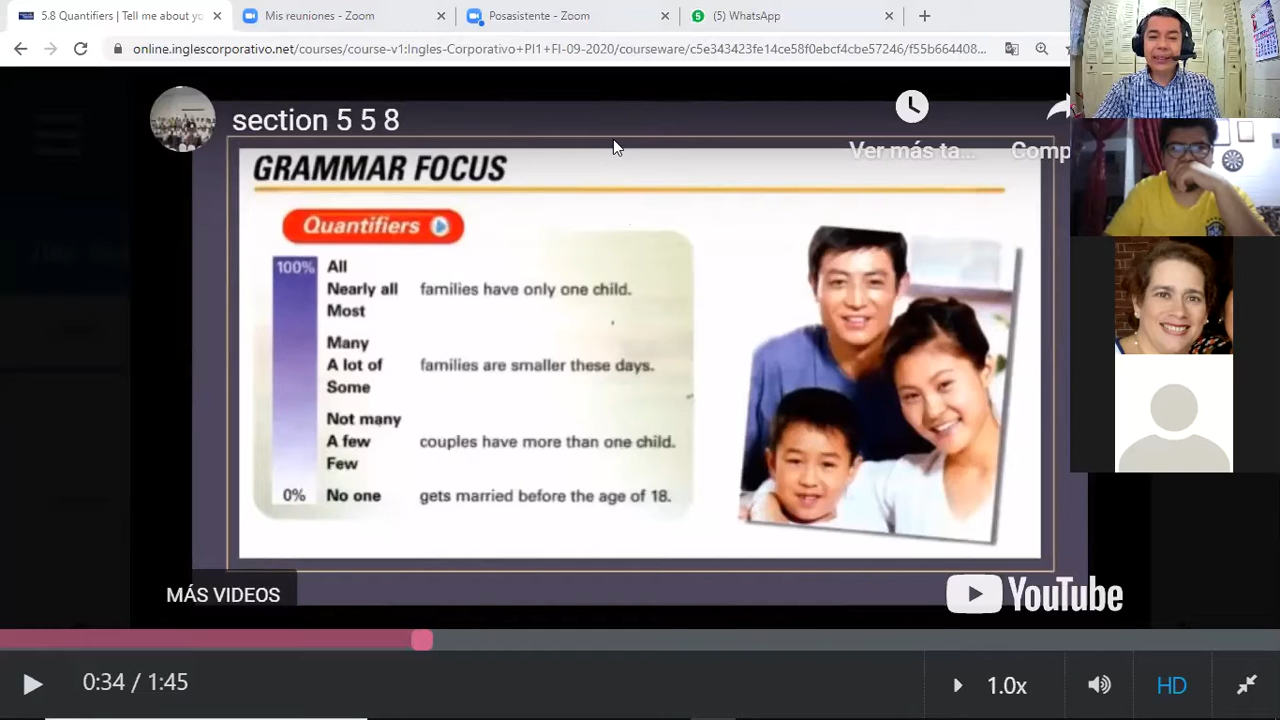 5.8 Quantifiers | Tell me about yo
Mis reuniones - Zoom
Posasistente - Zoom
(5) WhatsApp
online.inglescorporativo.net/courses/course-v1:Ingles-Corporativo+PI1+FI-09-2020/courseware/c5e343423fe14ce58f0ebcf4cbe57246/f55b664408...
section 5 5 8
Ver más ta...
Comp
GRAMMAR FOCUS
Quantifiers
100% All
Nearly all families have only one child.
Most
Many
A lot of families are smaller these days.
Some
Not many
A few couples have more than one child.
Few
0% No one gets married before the age of 18.
MÁS VIDEOS
YouTube
0:34 / 1:45
1.0x
HD